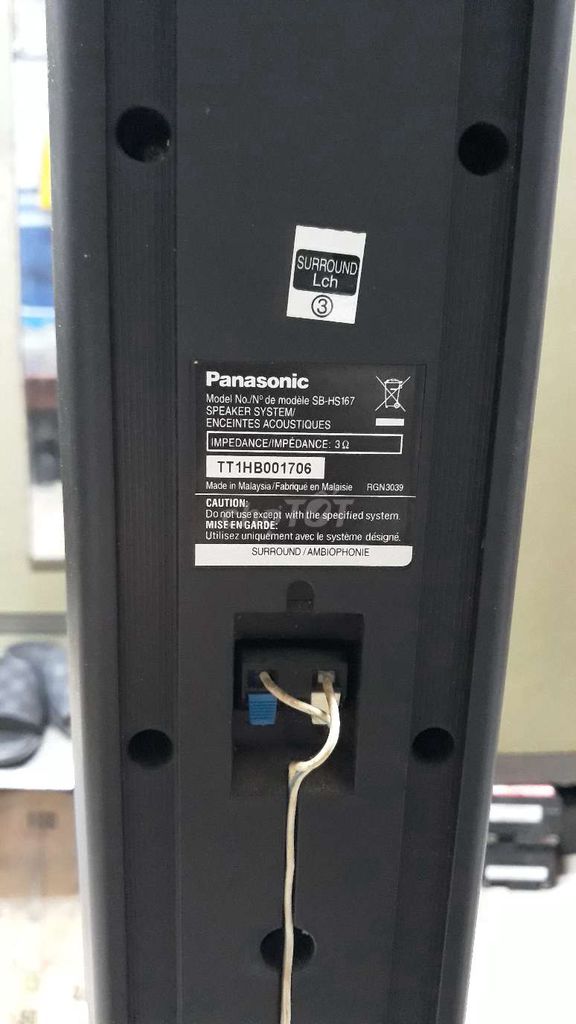 SURROUND
Lch
③
Panasonic
Model No./Nº de modèle SB-HS167
SPEAKER SYSTEM/
ENCEINTES ACOUSTIQUES
IMPEDANCE/IMPÉDANCE: 3Ω
TT1HB001706
Made in Malaysia/Fabriqué en Malaisie RGN3039
CAUTION:
Do not use except with the specified system.
MISE EN GARDE:
Utilisez uniquement avec le système désigné.
SURROUND/AMBIOPHONIE